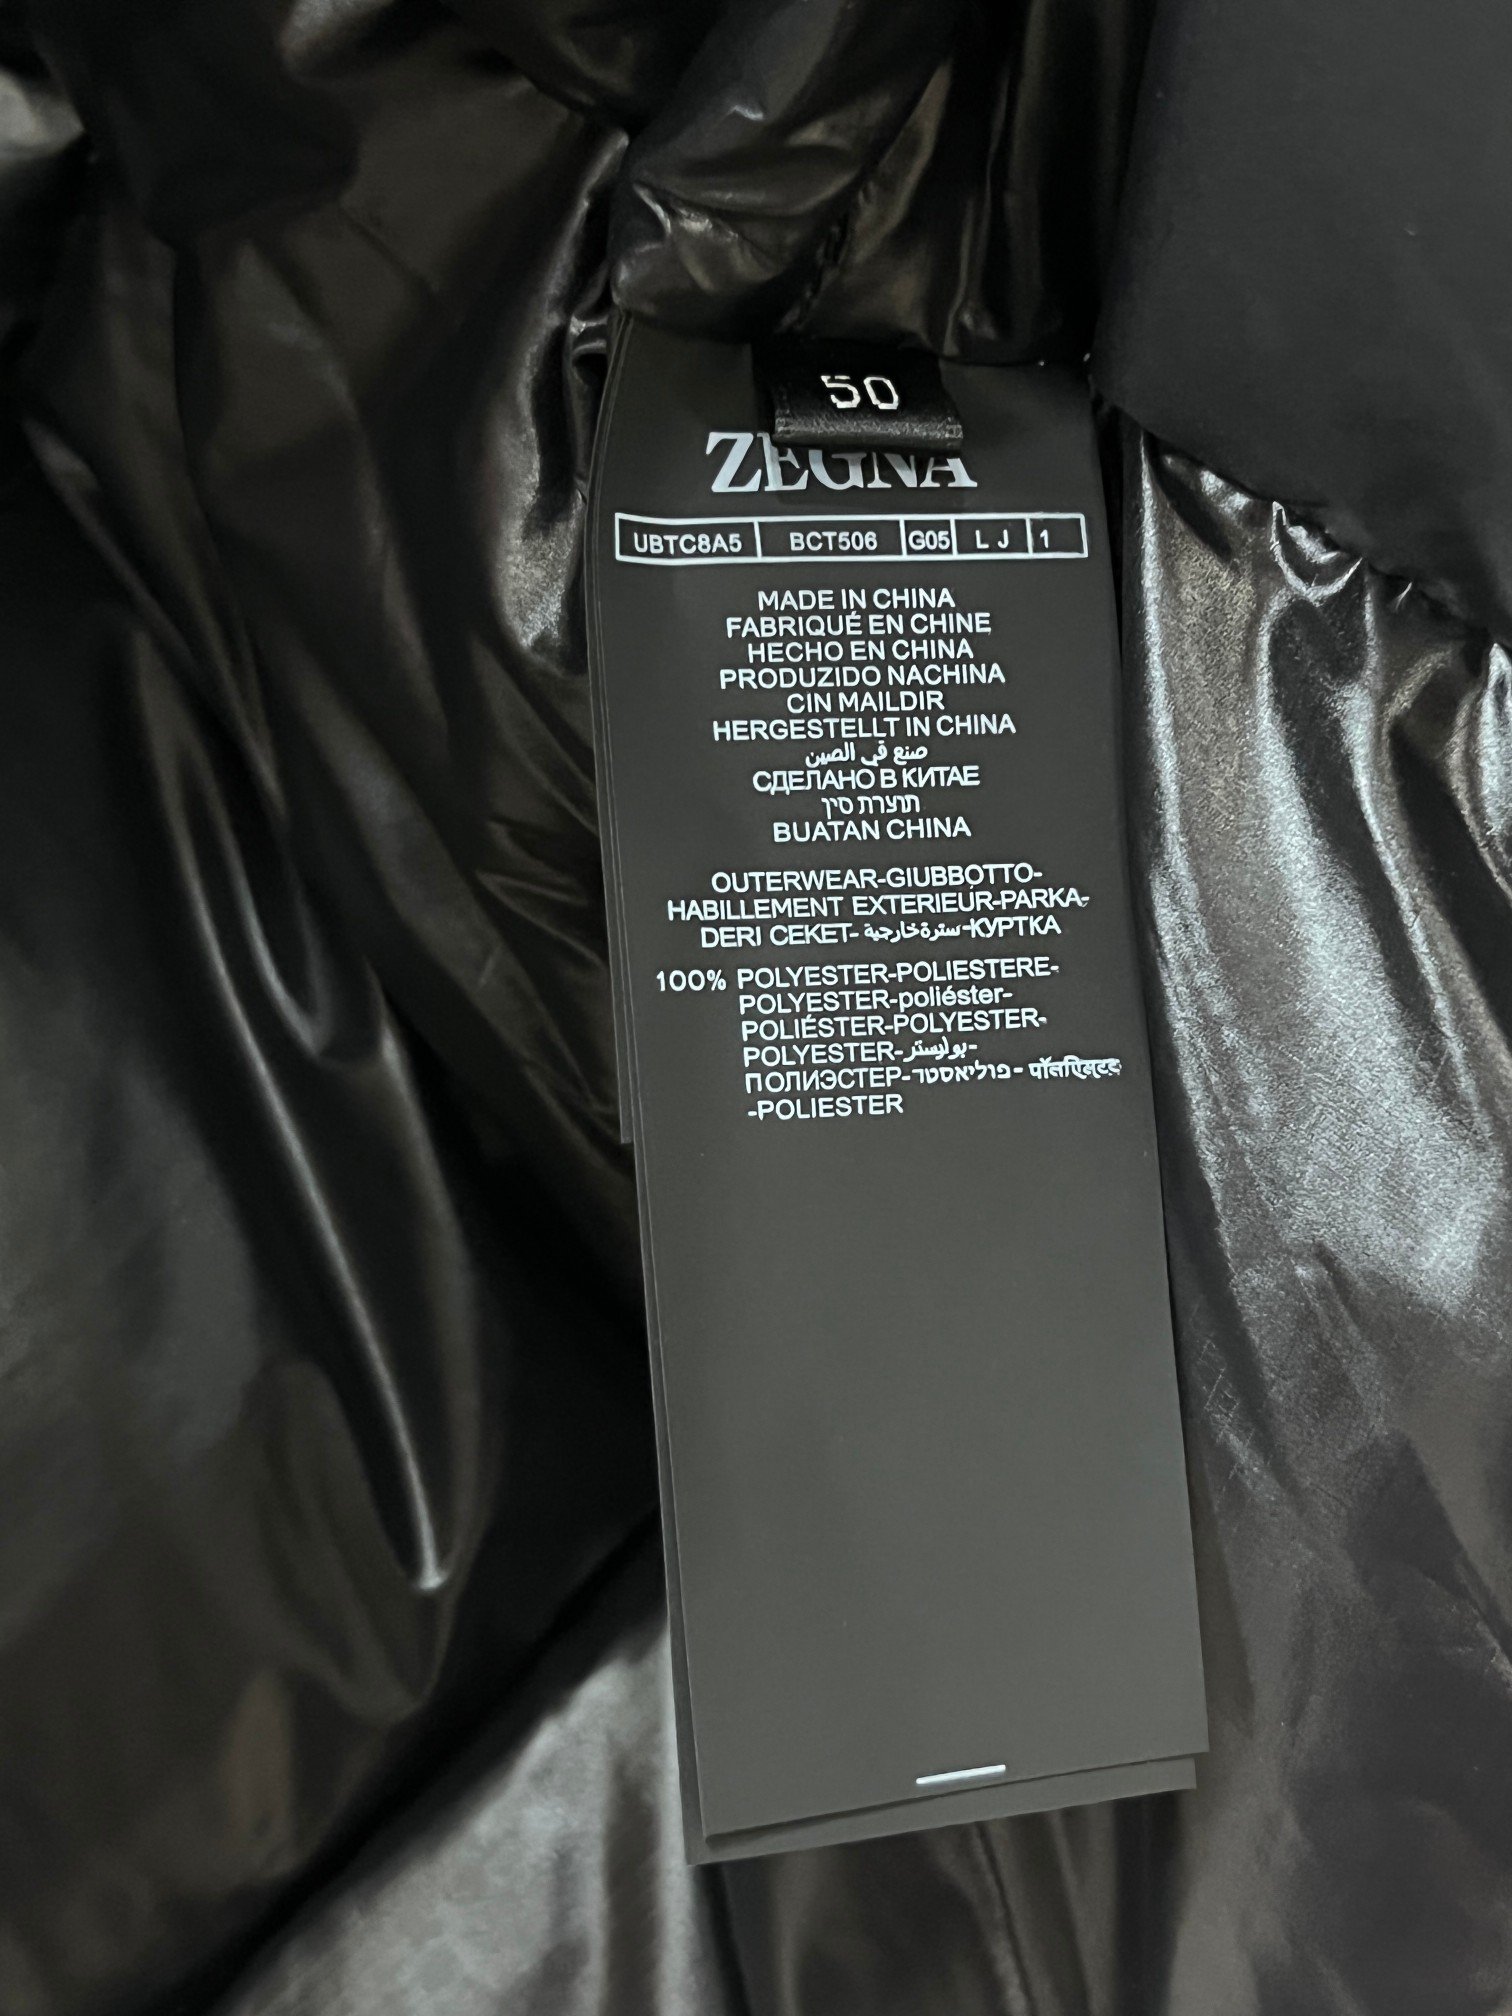 50
ZEGNA
UBTC8A5 BCT506 G05 L J 1
MADE IN CHINA
FABRIQUÉ EN CHINE
HECHO EN CHINA
PRODUZIDO NACHINA
CIN MAILDIR
HERGESTELLT IN CHINA
صنع في الصين
СДЕЛАНО В КИТАЕ
תוצרת סין
BUATAN CHINA
OUTERWEAR-GIUBBOTTO-
HABILLEMENT EXTERIEUR-PARKA-
DERI CEKET- سترة خارجية-КУРТКА
100% POLYESTER-POLIESTERE-
POLYESTER-poliéster-
POLIÉSTER-POLYESTER-
POLYESTER-بوليستر-
ПОЛИЭСТЕР-פוליאסטר-
-POLIESTER